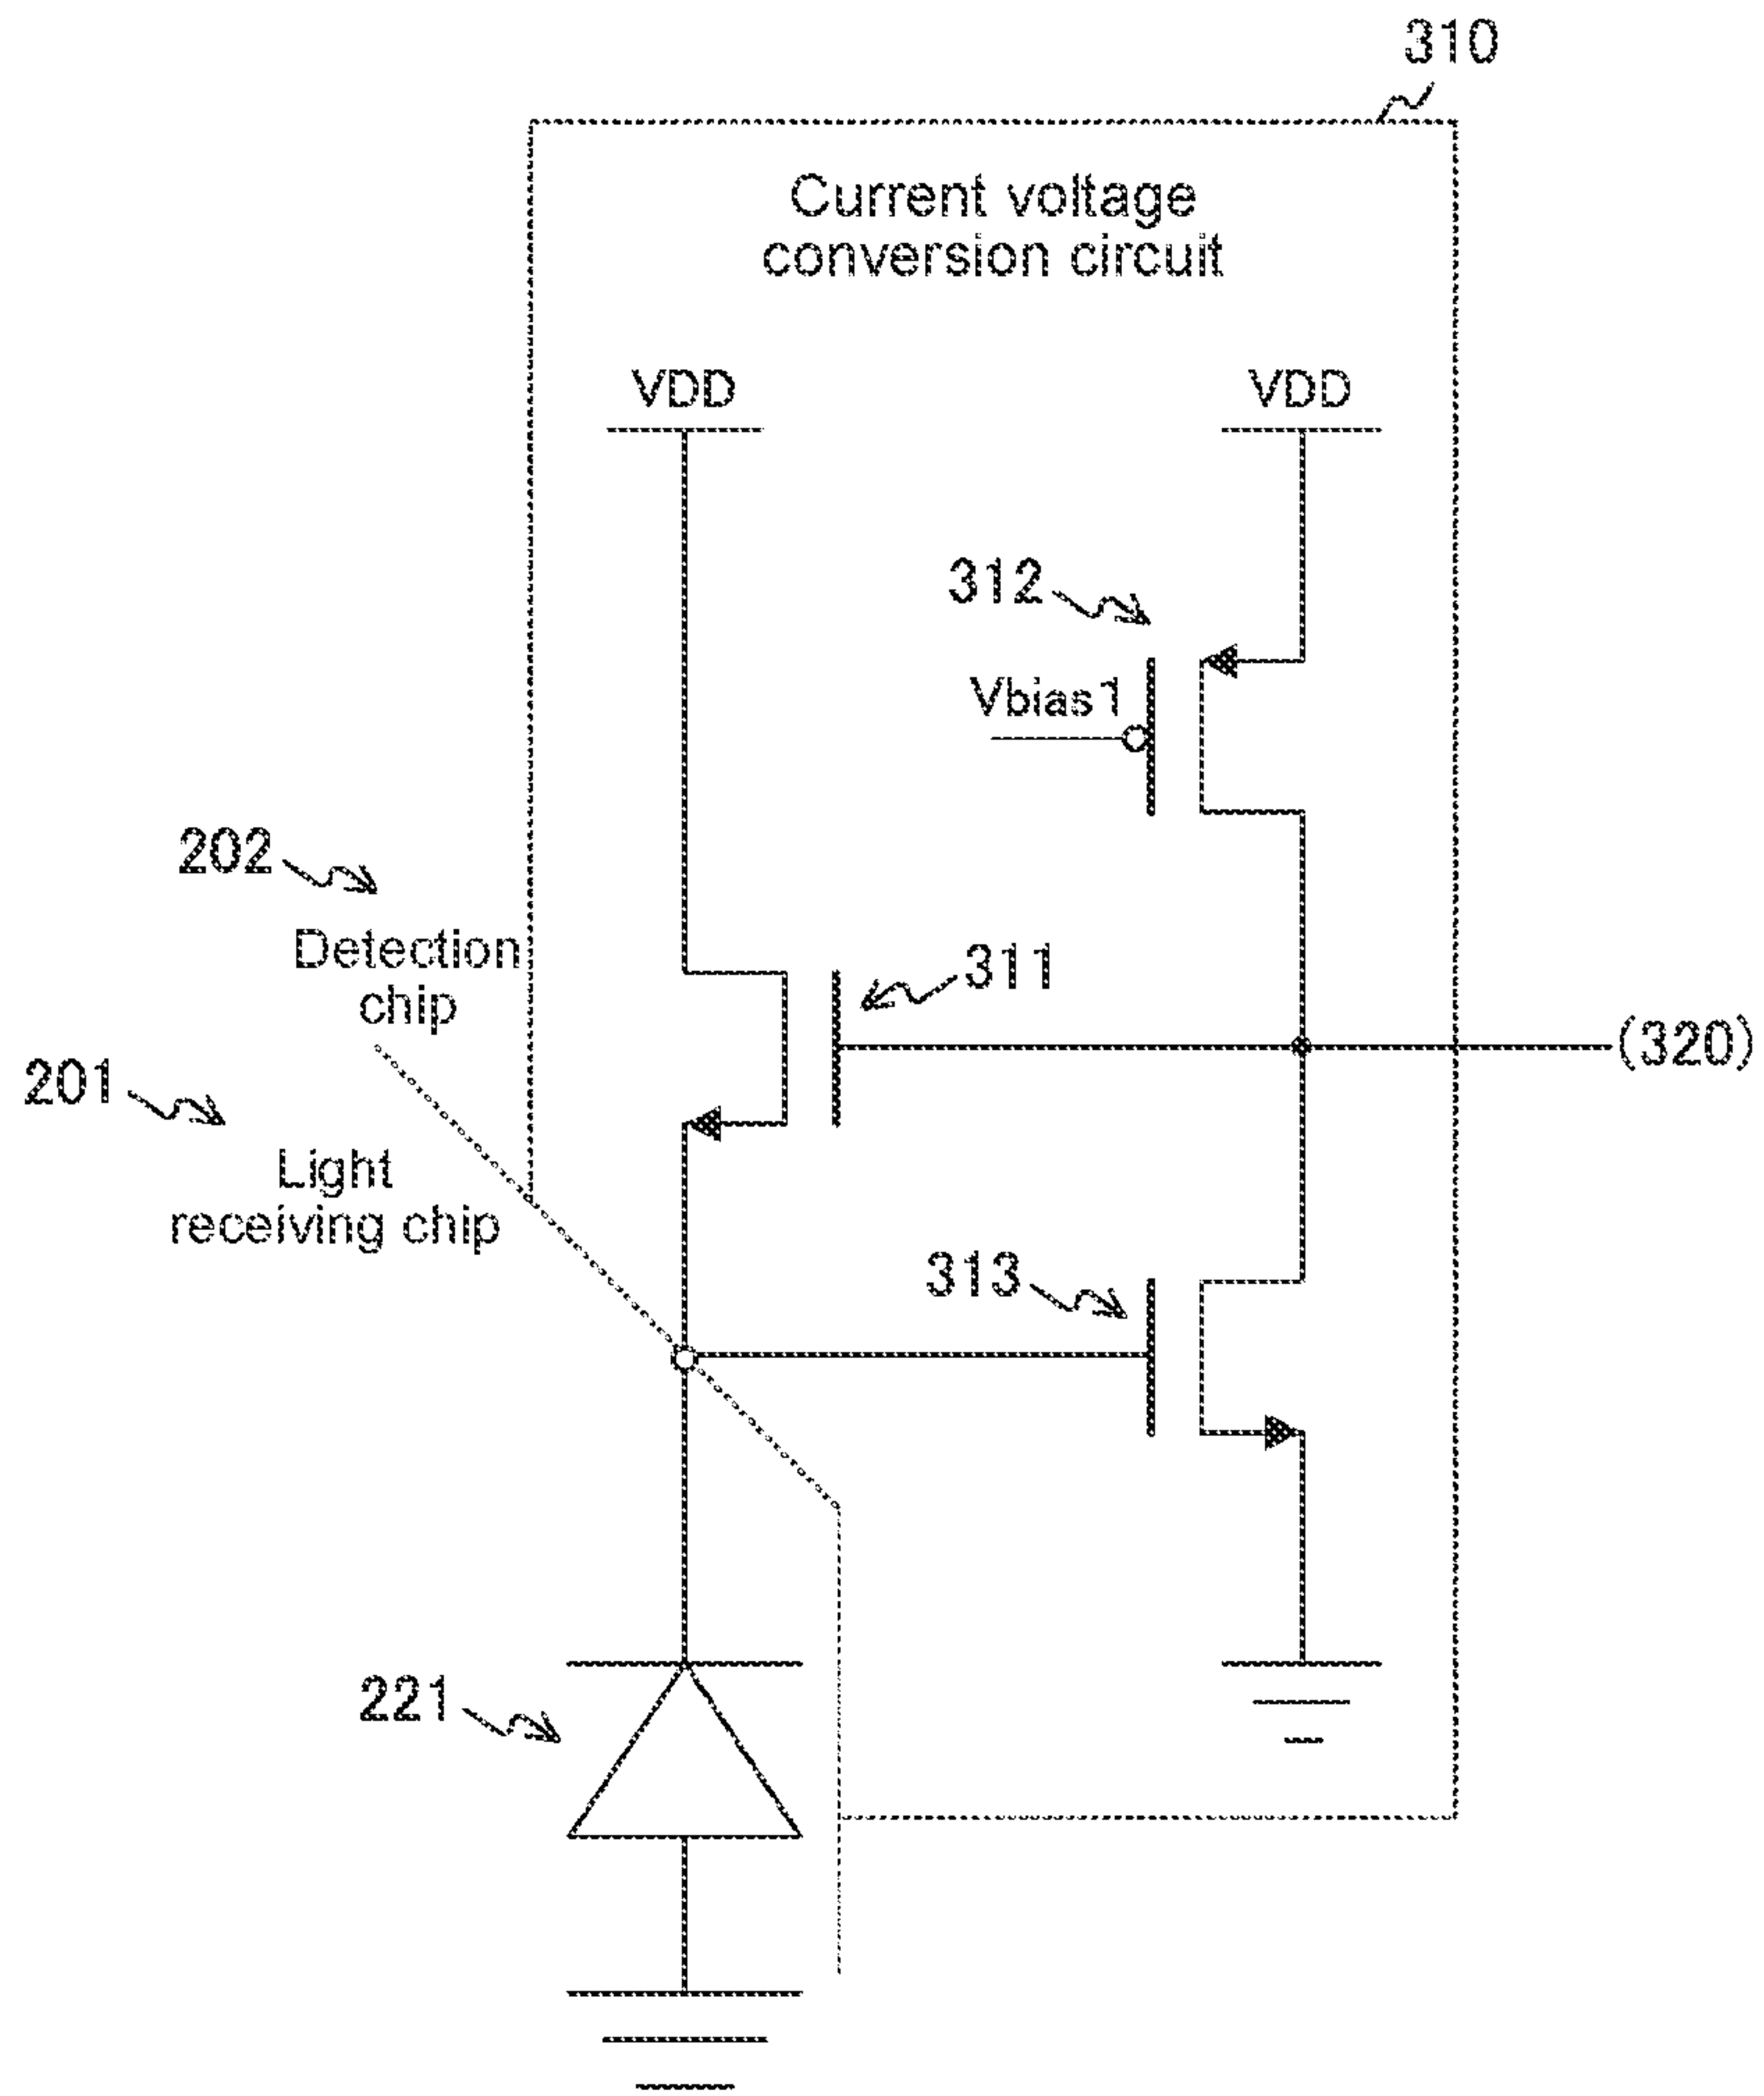 310
Current voltage
conversion circuit
VDD
VDD
312
Vbias1
202
Detection
chip
311
(320)
201
Light
receiving chip
313
221